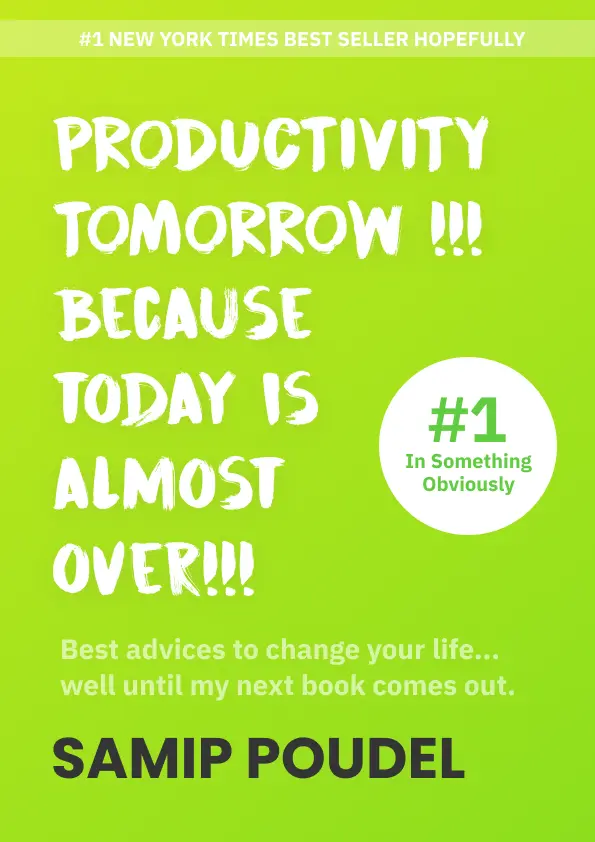 #1 NEW YORK TIMES BEST SELLER HOPEFULLY
PRODUCTIVITY
TOMORROW !!!
BECAUSE
TODAY IS
ALMOST
OVER!!!
#1
In Something
Obviously
Best advices to change your life...
well until my next book comes out.
SAMIP POUDEL